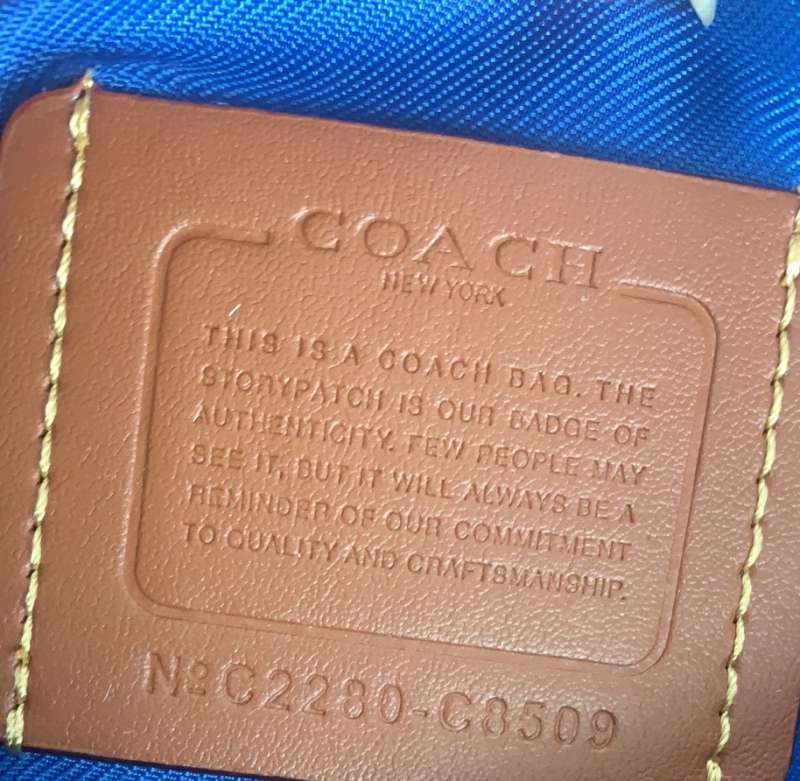 COACH
NEW YORK
THIS IS A COACH BAG. THE
STORYPATCH IS OUR BADGE OF
AUTHENTICITY. FEW PEOPLE MAY
SEE IT, BUT IT WILL ALWAYS BE A
REMINDER OF OUR COMMITMENT
TO QUALITY AND CRAFTSMANSHIP.
Nº C2280-C8509